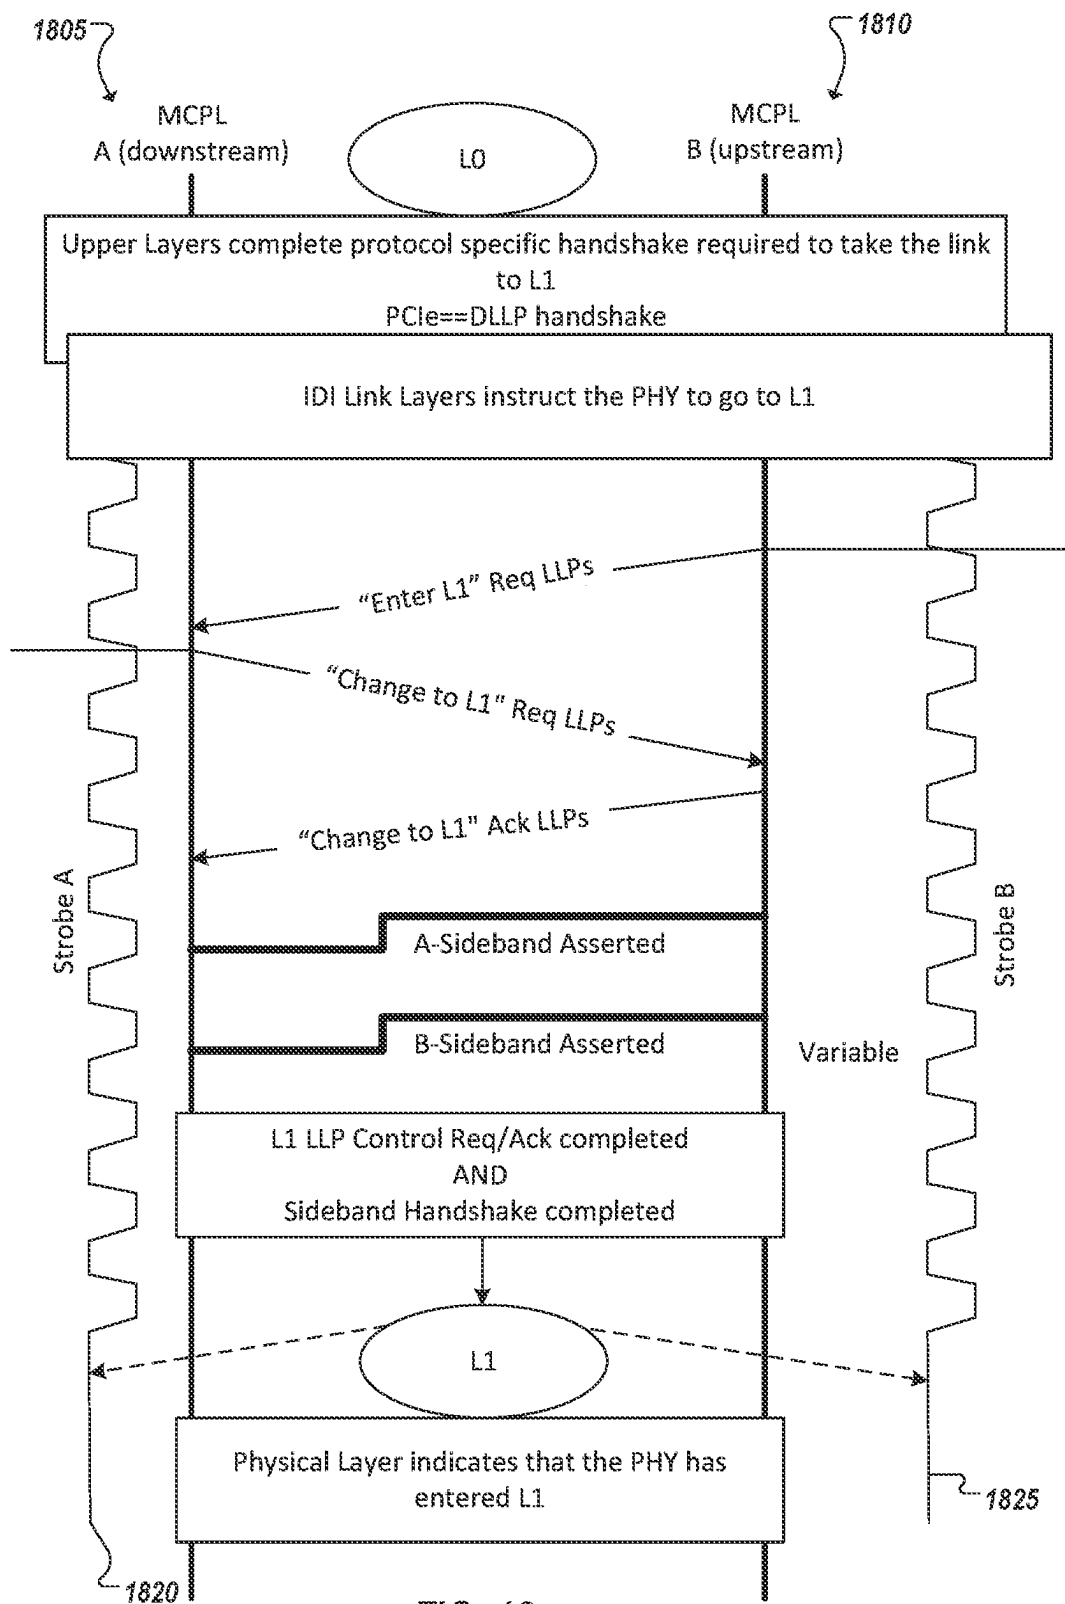 1805
1810
MCPL
A (downstream)
L0
MCPL
B (upstream)
Upper Layers complete protocol specific handshake required to take the link
to L1
PCIe==DLLP handshake
IDI Link Layers instruct the PHY to go to L1
“Enter L1” Req LLPs
“Change to L1" Req LLPs
“Change to L1" Ack LLPs
Strobe A
Strobe B
A-Sideband Asserted
B-Sideband Asserted
Variable
L1 LLP Control Req/Ack completed
AND
Sideband Handshake completed
L1
Physical Layer indicates that the PHY has
entered L1
1825
1820